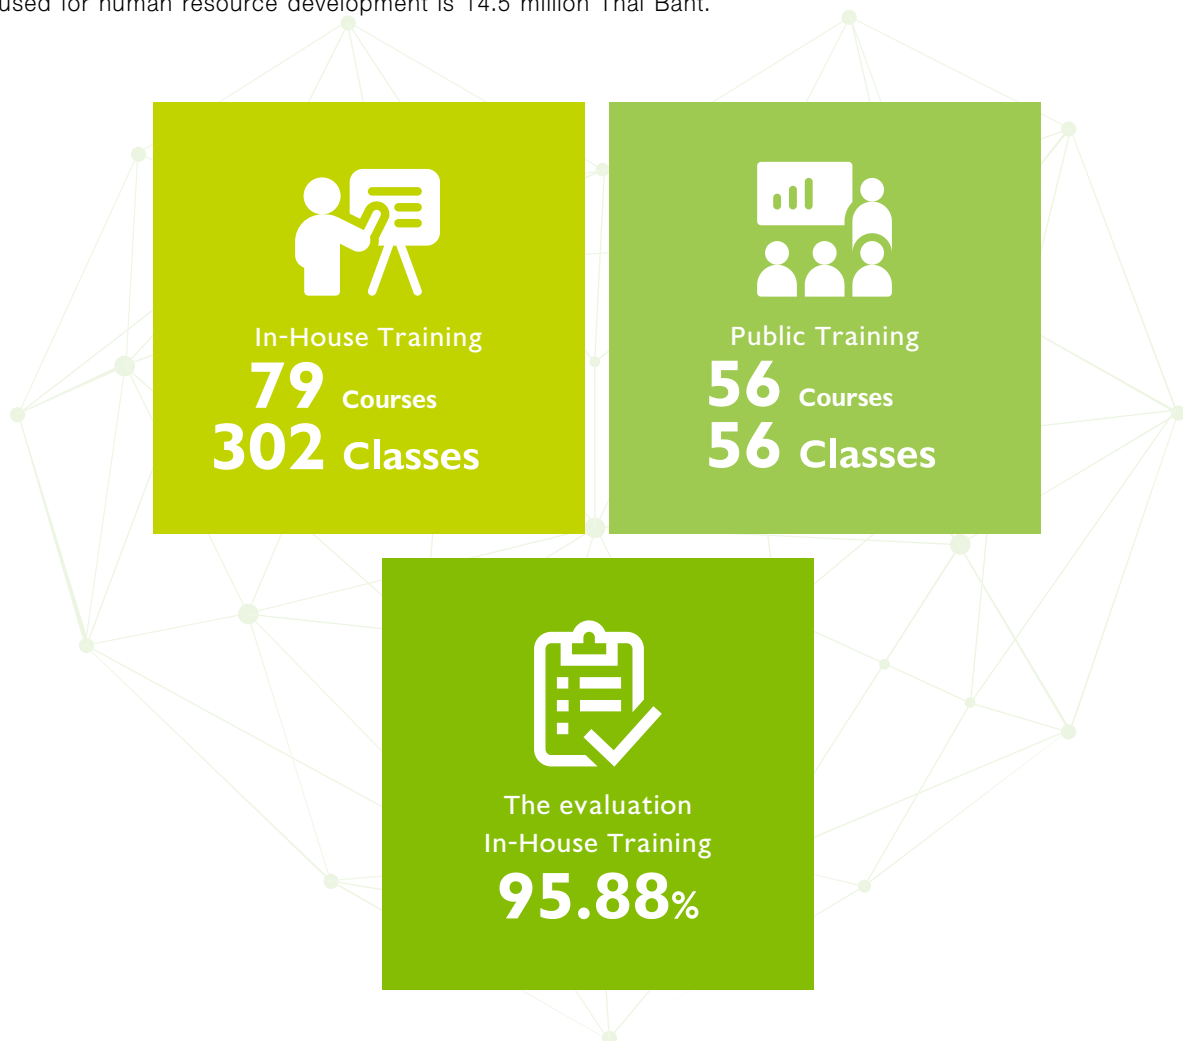 used for human resource development is 14.5 million Thai Baht.
In-House Training
79 Courses
302 Classes
Public Training
56 Courses
56 Classes
The evaluation
In-House Training
95.88%